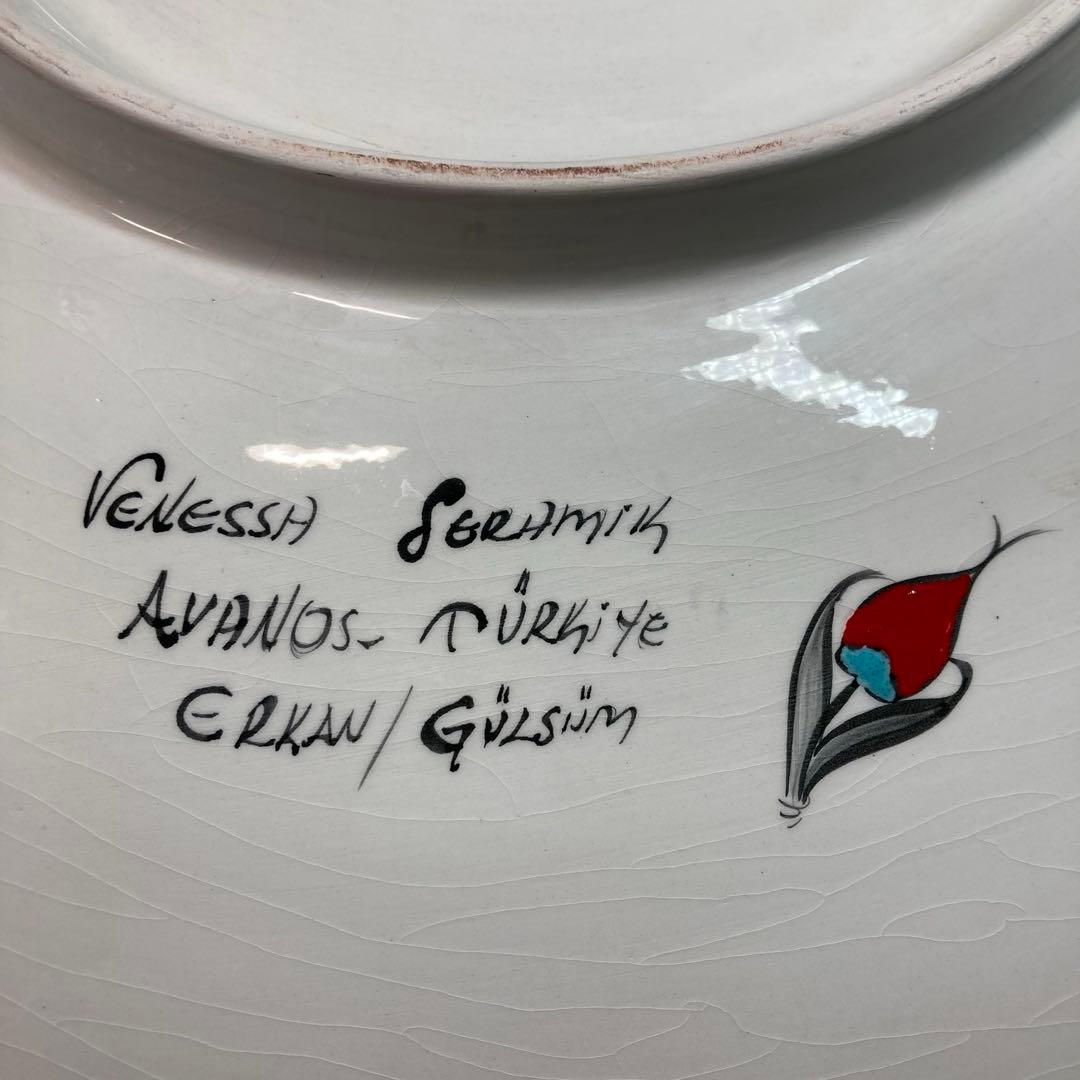 VENESSA SERAMiK
AVANOS- TÜRKiYE
ERKAN/GÜLSÜM